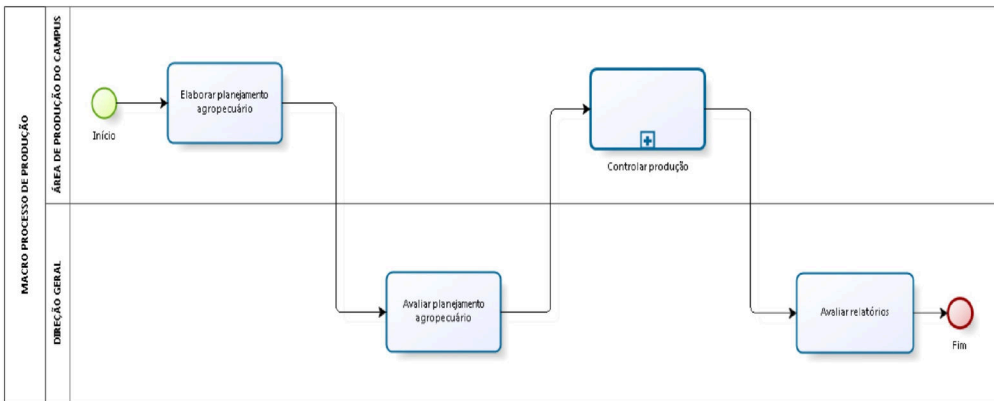 MACRO PROCESSO DE PRODUÇÃO
ÁREA DE PRODUÇÃO DO CAMPUS
Início
Elaborar planejamento
agropecuário
Controlar produção
DIREÇÃO GERAL
Avaliar planejamento
agropecuário
Avaliar relatórios
Fim